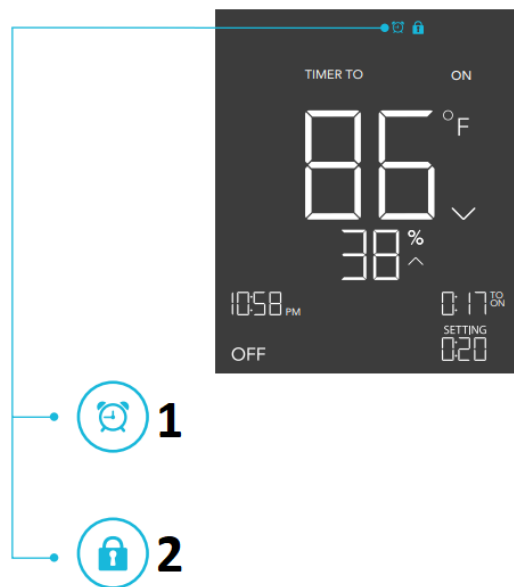 TIMER TO ON
86 °F
38 %
10:58 PM 0:17 TO ON
SETTING
OFF 0:20
1
2